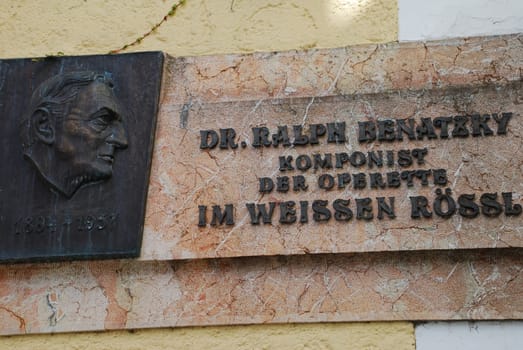 DR. RALPH BENATZKY
KOMPONIST
DER OPERETTE
IM WEISSEN RÖSSL
1884 + 1957